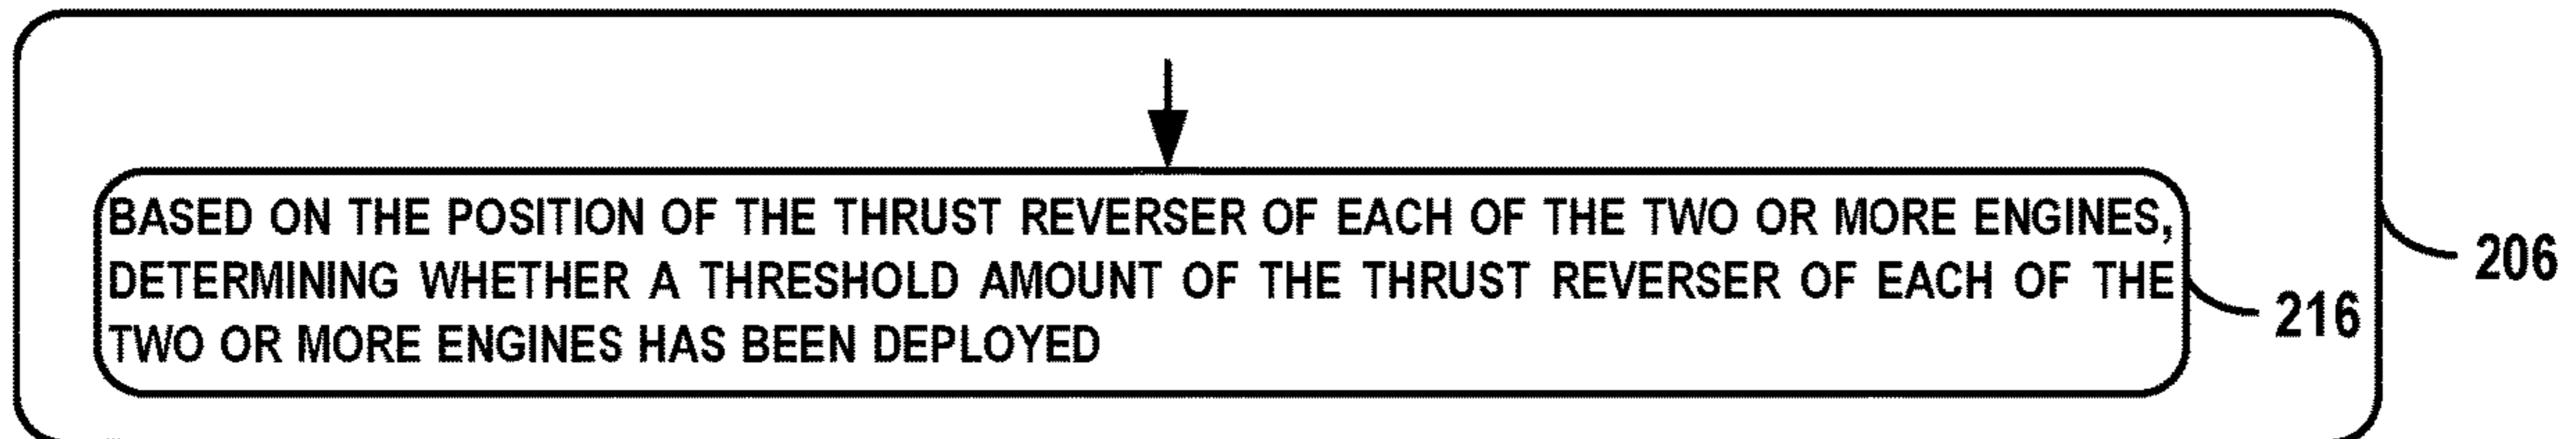 BASED ON THE POSITION OF THE THRUST REVERSER OF EACH OF THE TWO OR MORE ENGINES,
DETERMINING WHETHER A THRESHOLD AMOUNT OF THE THRUST REVERSER OF EACH OF THE
TWO OR MORE ENGINES HAS BEEN DEPLOYED
206
216